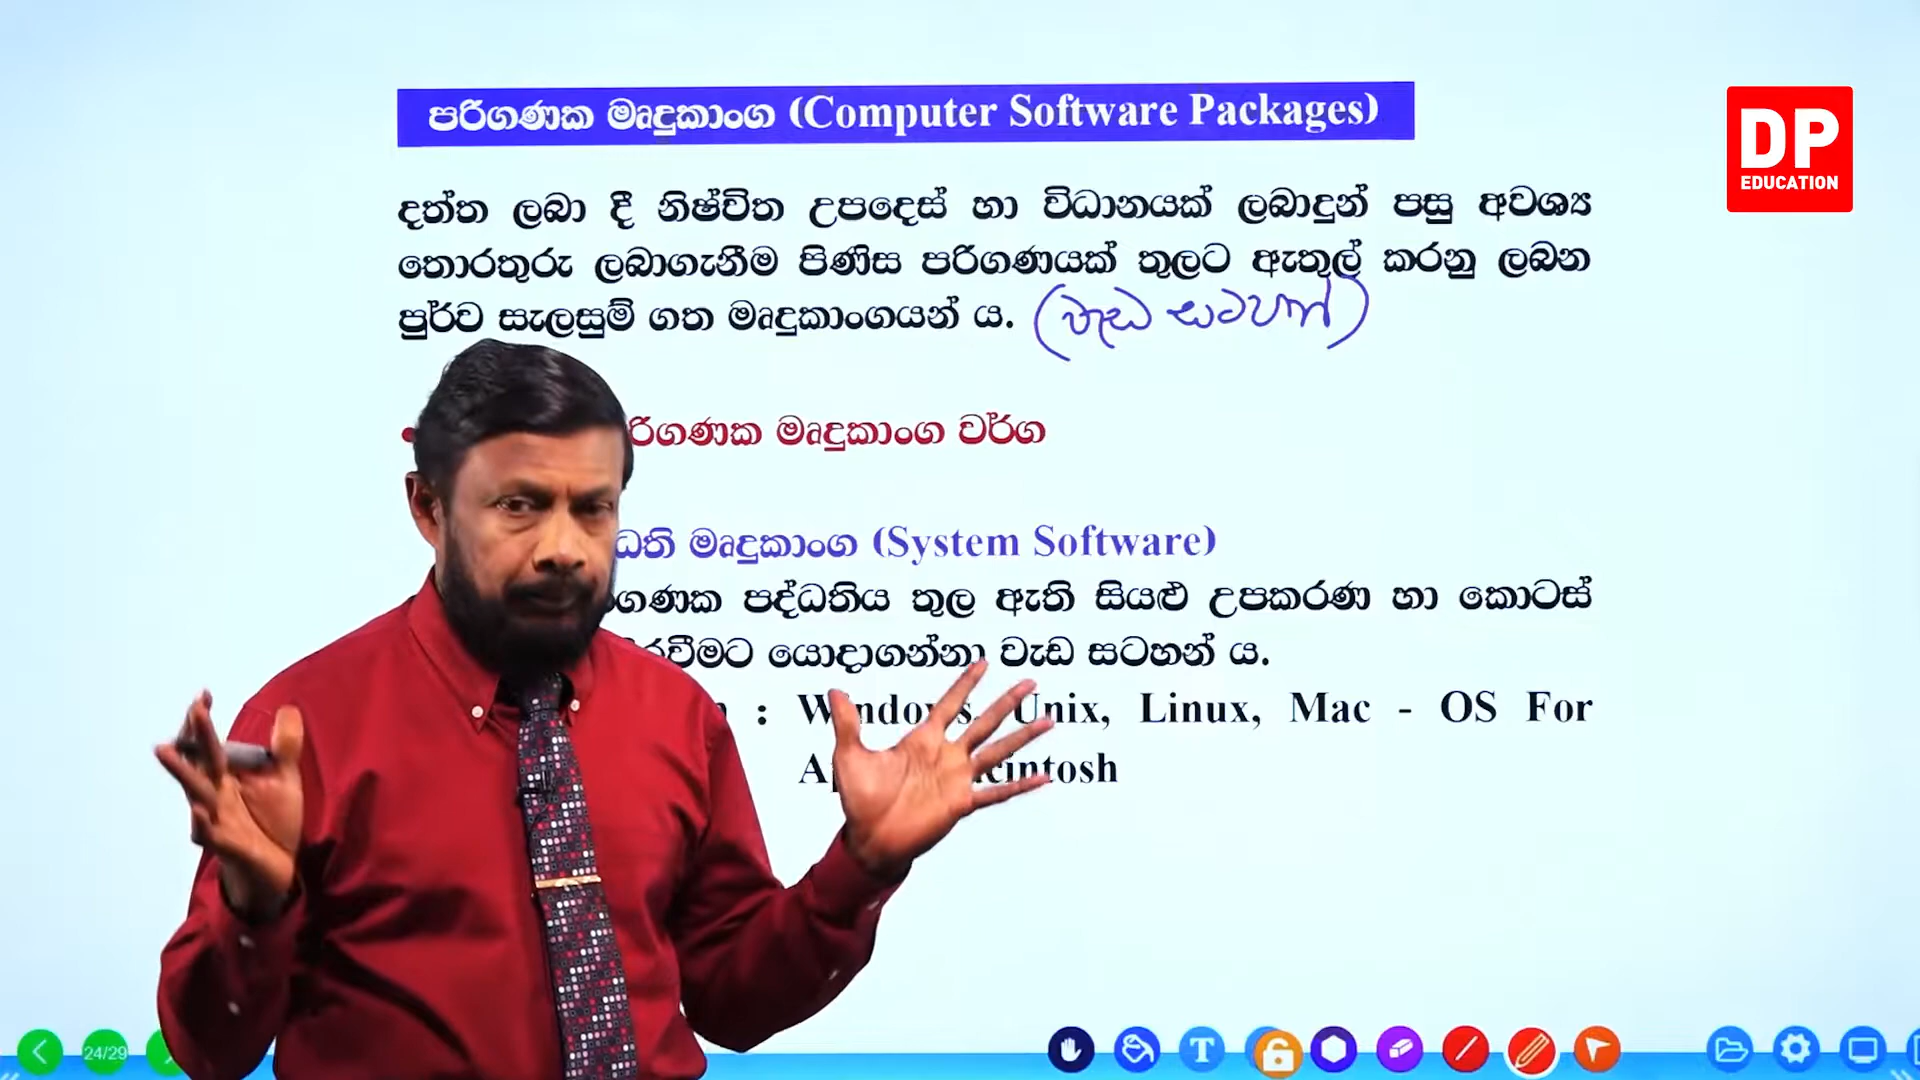 පරිගණක මෘදුකාංග (Computer Software Packages)
DP
EDUCATION
දත්ත ලබා දී නිෂ්චිත උපදෙස් හා විධානයක් ලබාදුන් පසු අවශ්‍ය
තොරතුරු ලබාගැනීම පිණිස පරිගණයක් තුලට ඇතුල් කරනු ලබන
පුර්ව සැලසුම් ගත මෘදුකාංගයන් ය. (වැඩ සටහන්)
රිගණක මෘදුකාංග වර්ග
ධති මෘදුකාංග (System Software)
ගණක පද්ධතිය තුල ඇති සියළු උපකරණ හා කොටස්
රවීමට යොදාගන්නා වැඩ සටහන් ය.
: Windows, Unix, Linux, Mac - OS For
24/29